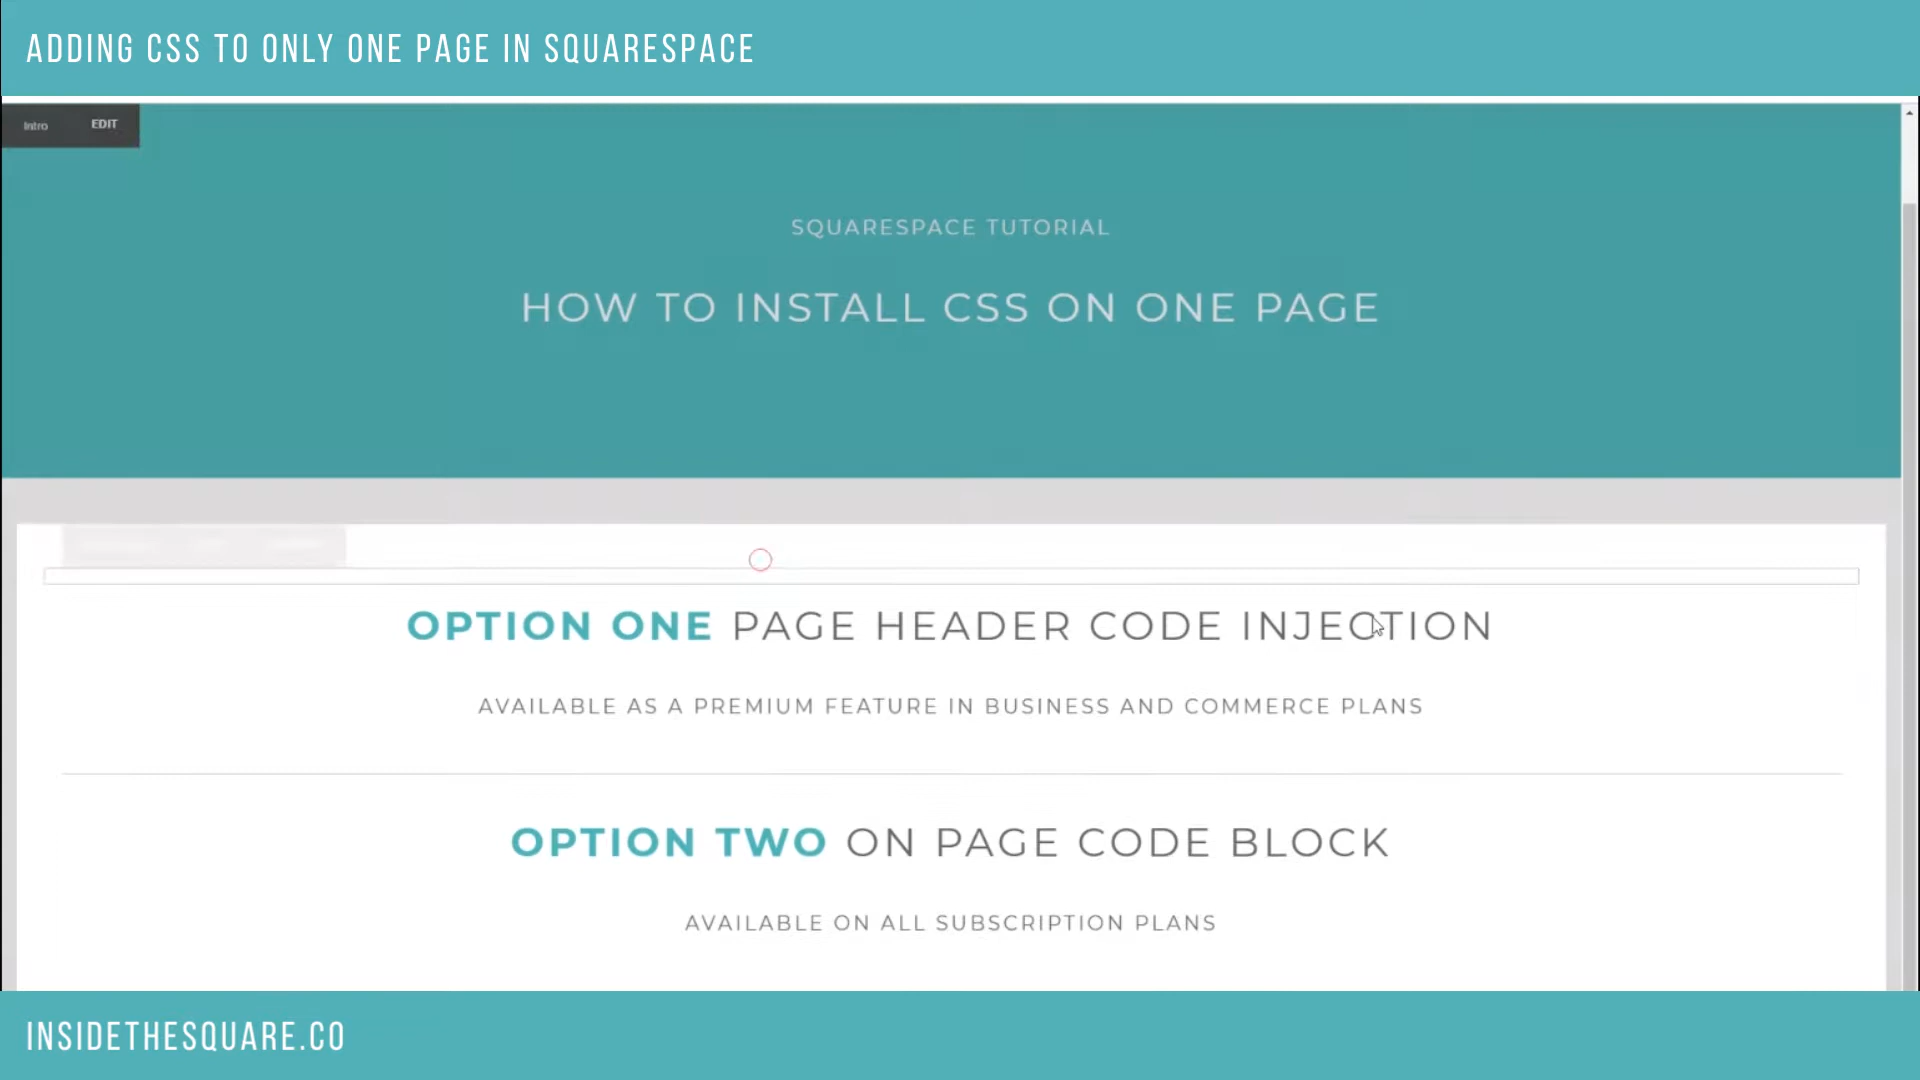 ADDING CSS TO ONLY ONE PAGE IN SQUARESPACE
Intro EDIT
SQUARESPACE TUTORIAL
HOW TO INSTALL CSS ON ONE PAGE
OPTION ONE PAGE HEADER CODE INJECTION
AVAILABLE AS A PREMIUM FEATURE IN BUSINESS AND COMMERCE PLANS
OPTION TWO ON PAGE CODE BLOCK
AVAILABLE ON ALL SUBSCRIPTION PLANS
INSIDETHESQUARE.CO